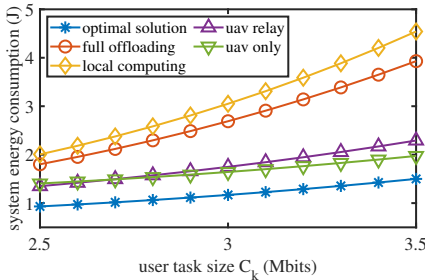 system energy consumption (J)
5
4
3
2
1
optimal solution
full offloading
local computing
uav relay
uav only
2.5
3
3.5
user task size C_k (Mbits)